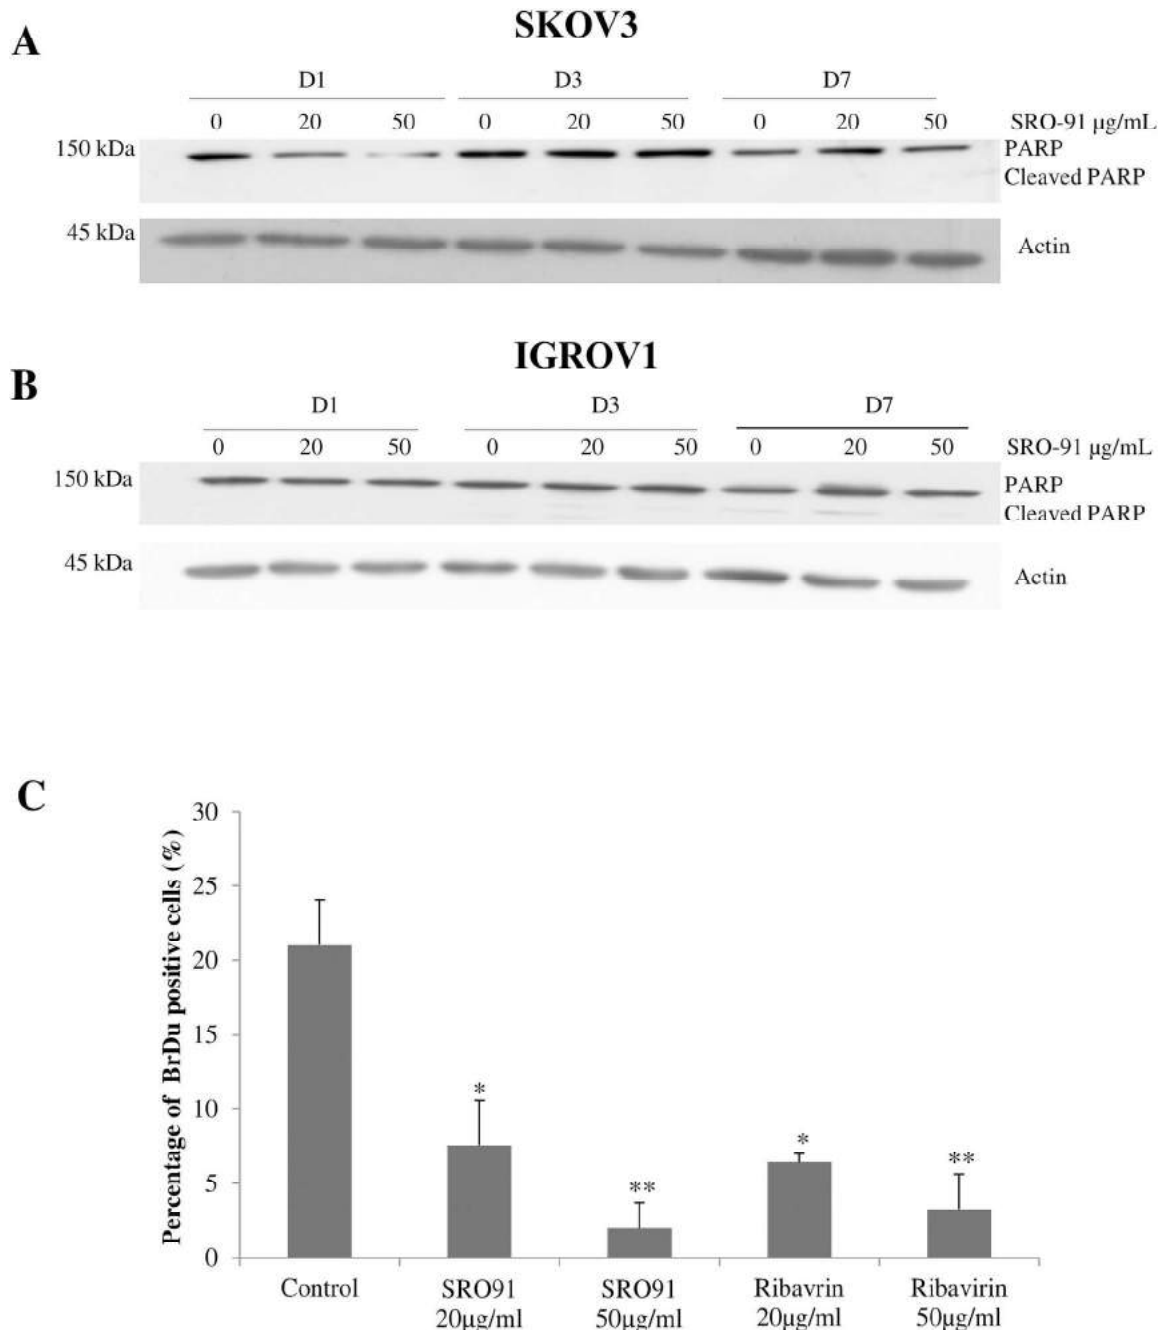 A
SKOV3
D1 D3 D7
0 20 50 0 20 50 0 20 50 SRO-91 µg/mL
150 kDa PARP
Cleaved PARP
45 kDa Actin
B
IGROV1
D1 D3 D7
0 20 50 0 20 50 0 20 50 SRO-91 µg/mL
150 kDa PARP
Cleaved PARP
45 kDa Actin
C
Percentage of BrDu positive cells (%)
30
25
20
15
10
5
0
* ** * **
Control SRO91 SRO91 Ribavrin Ribavirin
20µg/ml 50µg/ml 20µg/ml 50µg/ml